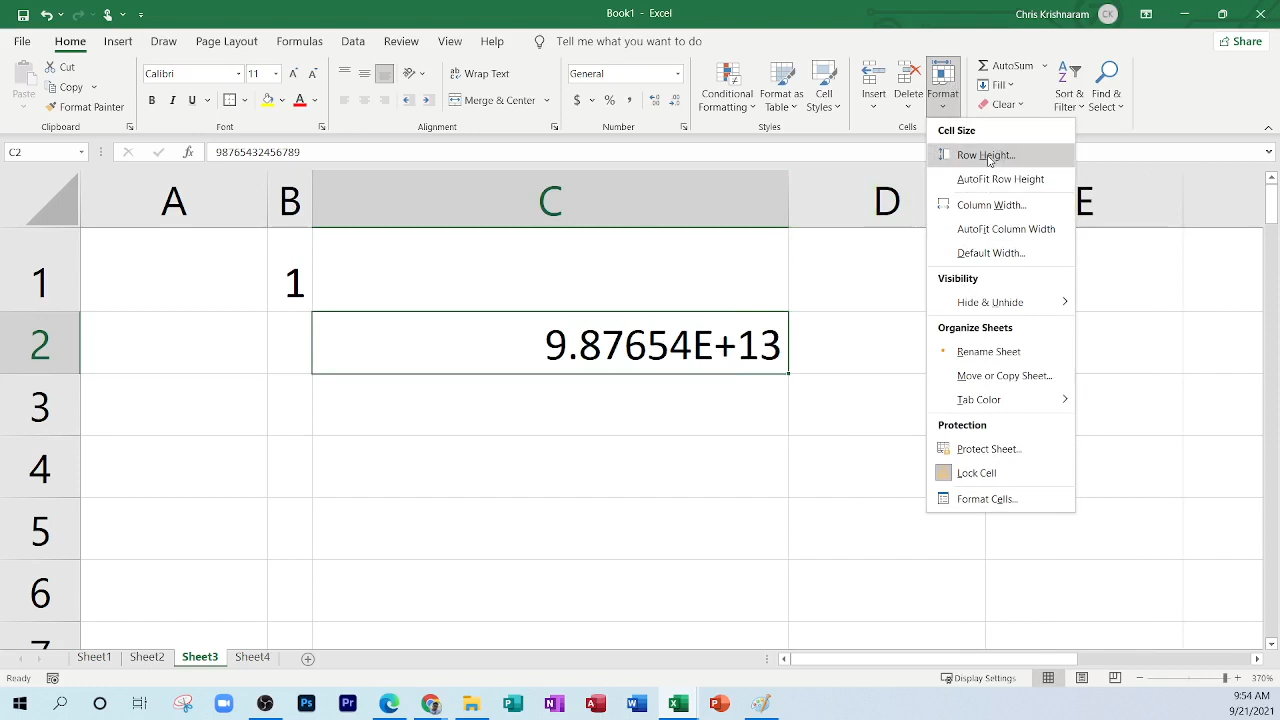 Book1 - Excel
Chris Krishnaram
CK
File
Home
Insert
Draw
Page Layout
Formulas
Data
Review
View
Help
Tell me what you want to do
Share
Paste
Cut
Copy
Format Painter
Clipboard
Calibri
11
B
I
U
A
Font
Wrap Text
Merge & Center
Alignment
General
$
%
Number
Conditional
Formatting
Format as
Table
Cell
Styles
Styles
Insert
Delete
Format
Cells
AutoSum
Fill
Clear
Sort &
Filter
Find &
Select
C2
fx
98765432456789
Cell Size
Row Height...
AutoFit Row Height
Column Width...
AutoFit Column Width
Default Width...
Visibility
Hide & Unhide
Organize Sheets
Rename Sheet
Move or Copy Sheet...
Tab Color
Protection
Protect Sheet...
Lock Cell
Format Cells...
A B C D E
1 1
2 9.87654E+13
3
4
5
6
7
Sheet1
Sheet2
Sheet3
Sheet4
Ready
Display Settings
370%
9:54 AM
9/21/2021